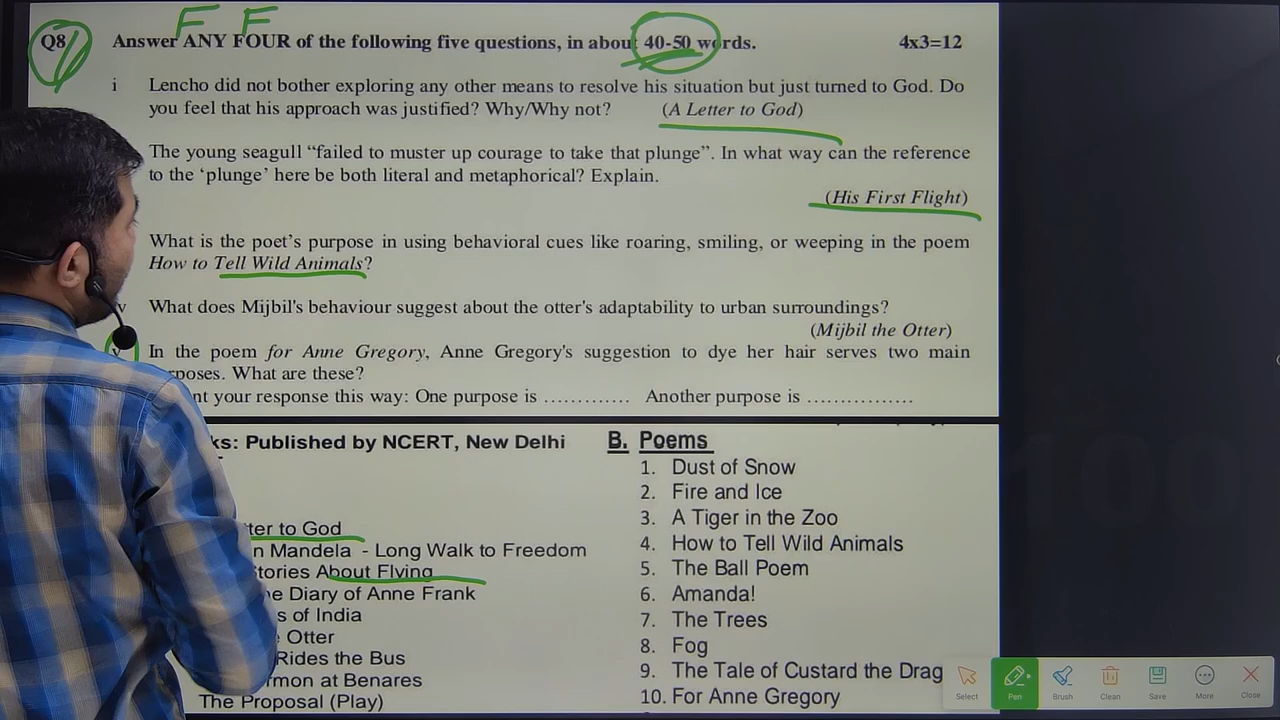 F F
Q8 Answer ANY FOUR of the following five questions, in about 40-50 words. 4x3=12
i Lencho did not bother exploring any other means to resolve his situation but just turned to God. Do
you feel that his approach was justified? Why/Why not? (A Letter to God)
The young seagull “failed to muster up courage to take that plunge”. In what way can the reference
to the ‘plunge’ here be both literal and metaphorical? Explain.
(His First Flight)
What is the poet’s purpose in using behavioral cues like roaring, smiling, or weeping in the poem
How to Tell Wild Animals?
v What does Mijbil's behaviour suggest about the otter's adaptability to urban surroundings?
(Mijbil the Otter)
v In the poem for Anne Gregory, Anne Gregory's suggestion to dye her hair serves two main
rposes. What are these?
nt your response this way: One purpose is ............. Another purpose is ................
ks: Published by NCERT, New Delhi
tter to God
n Mandela - Long Walk to Freedom
Stories About Flying
e Diary of Anne Frank
s of India
e Otter
Rides the Bus
rmon at Benares
The Proposal (Play)
B. Poems
1. Dust of Snow
2. Fire and Ice
3. A Tiger in the Zoo
4. How to Tell Wild Animals
5. The Ball Poem
6. Amanda!
7. The Trees
8. Fog
9. The Tale of Custard the Drag
10. For Anne Gregory
Select Pen Brush Clean Save More Close